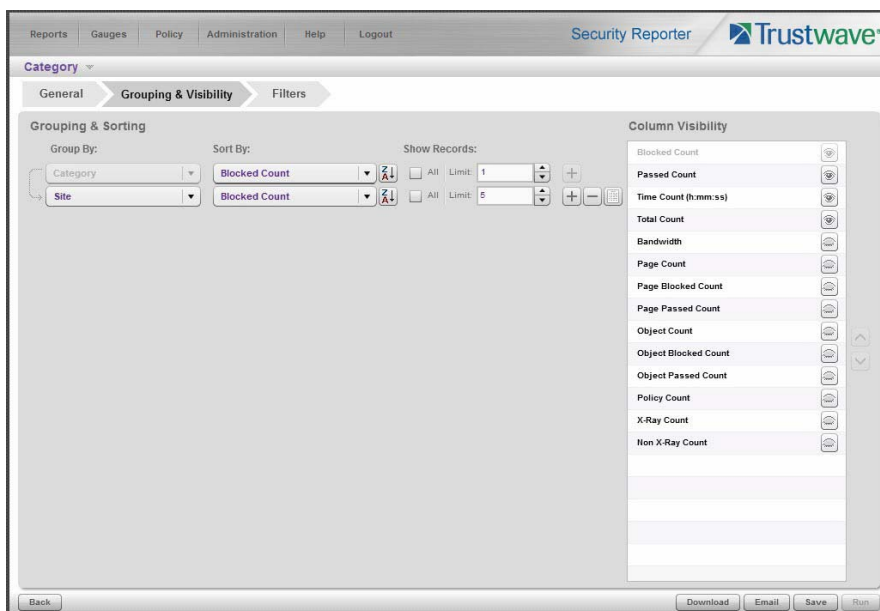 Reports Gauges Policy Administration Help Logout Security Reporter Trustwave®
Category
General Grouping & Visibility Filters
Grouping & Sorting
Group By: Sort By: Show Records:
Category Blocked Count ZA All Limit: 1 +
Site Blocked Count ZA All Limit: 5 + −
Column Visibility
Blocked Count
Passed Count
Time Count (h:mm:ss)
Total Count
Bandwidth
Page Count
Page Blocked Count
Page Passed Count
Object Count
Object Blocked Count
Object Passed Count
Policy Count
X-Ray Count
Non X-Ray Count
Back Download Email Save Run